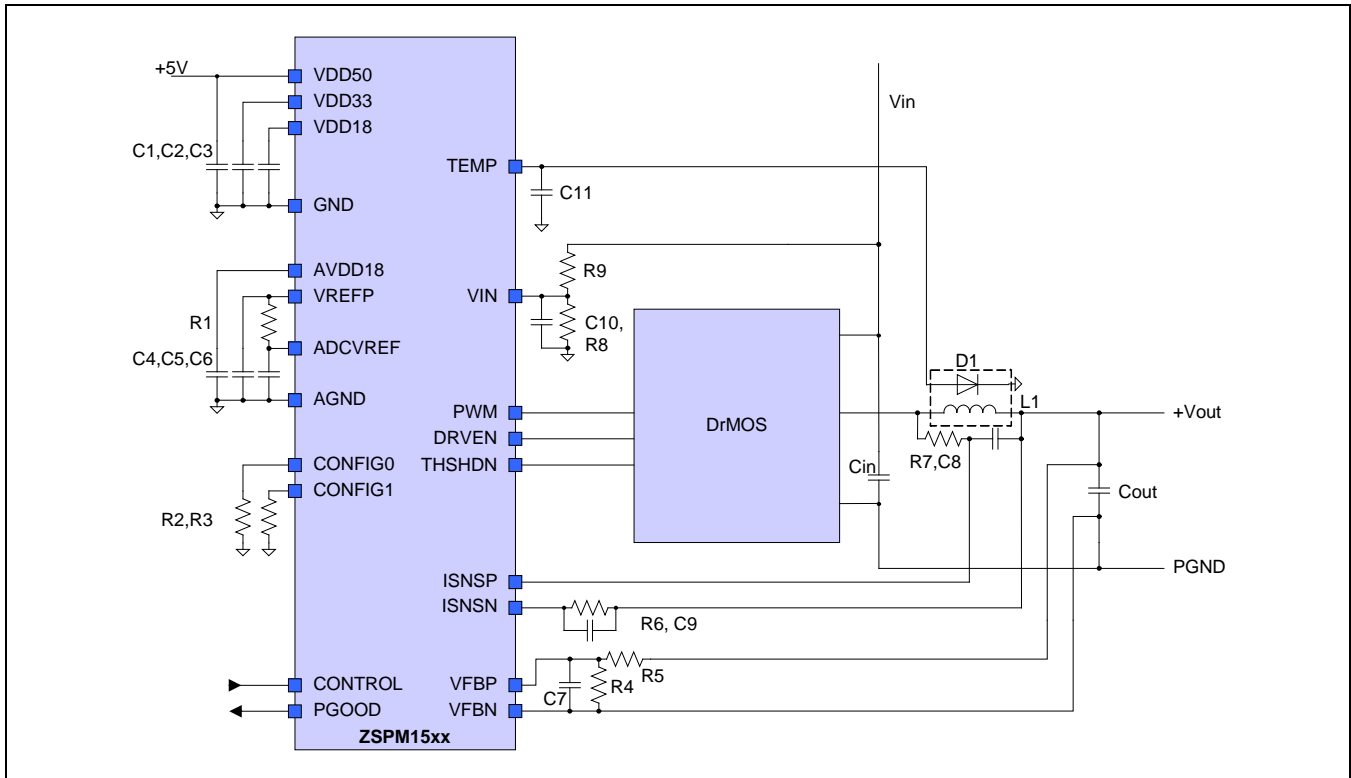 +5V
VDD50
VDD33
VDD18
C1,C2,C3
GND
AVDD18
VREFP
R1
ADCVREF
C4,C5,C6
AGND
CONFIG0
CONFIG1
R2,R3
CONTROL
PGOOD
TEMP
C11
VIN
R9
C10,
R8
PWM
DRVEN
THSHDN
ISNSP
ISNSN
R6, C9
VFBP
VFBN
C7
R4
R5
ZSPM15xx
DrMOS
Vin
Cin
D1
L1
R7,C8
+Vout
Cout
PGND